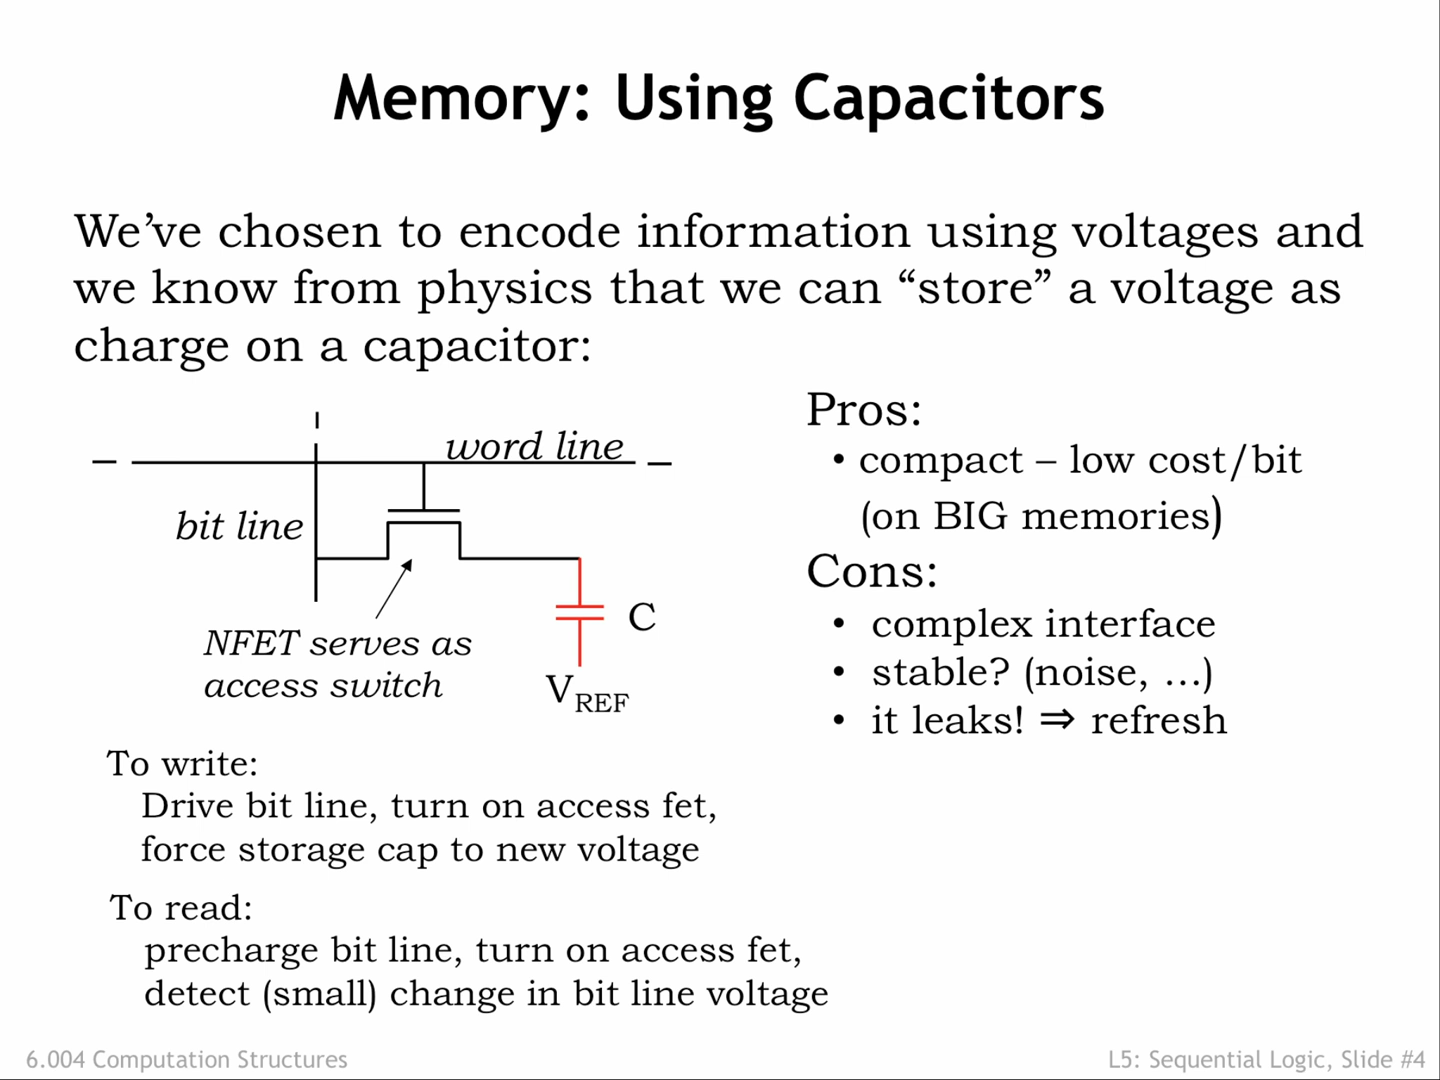 Memory: Using Capacitors
We’ve chosen to encode information using voltages and
we know from physics that we can “store” a voltage as
charge on a capacitor:
word line
bit line
NFET serves as
access switch
C
VREF
Pros:
• compact – low cost/bit
(on BIG memories)
Cons:
• complex interface
• stable? (noise, …)
• it leaks! ⇒ refresh
To write:
Drive bit line, turn on access fet,
force storage cap to new voltage
To read:
precharge bit line, turn on access fet,
detect (small) change in bit line voltage
6.004 Computation Structures
L5: Sequential Logic, Slide #4